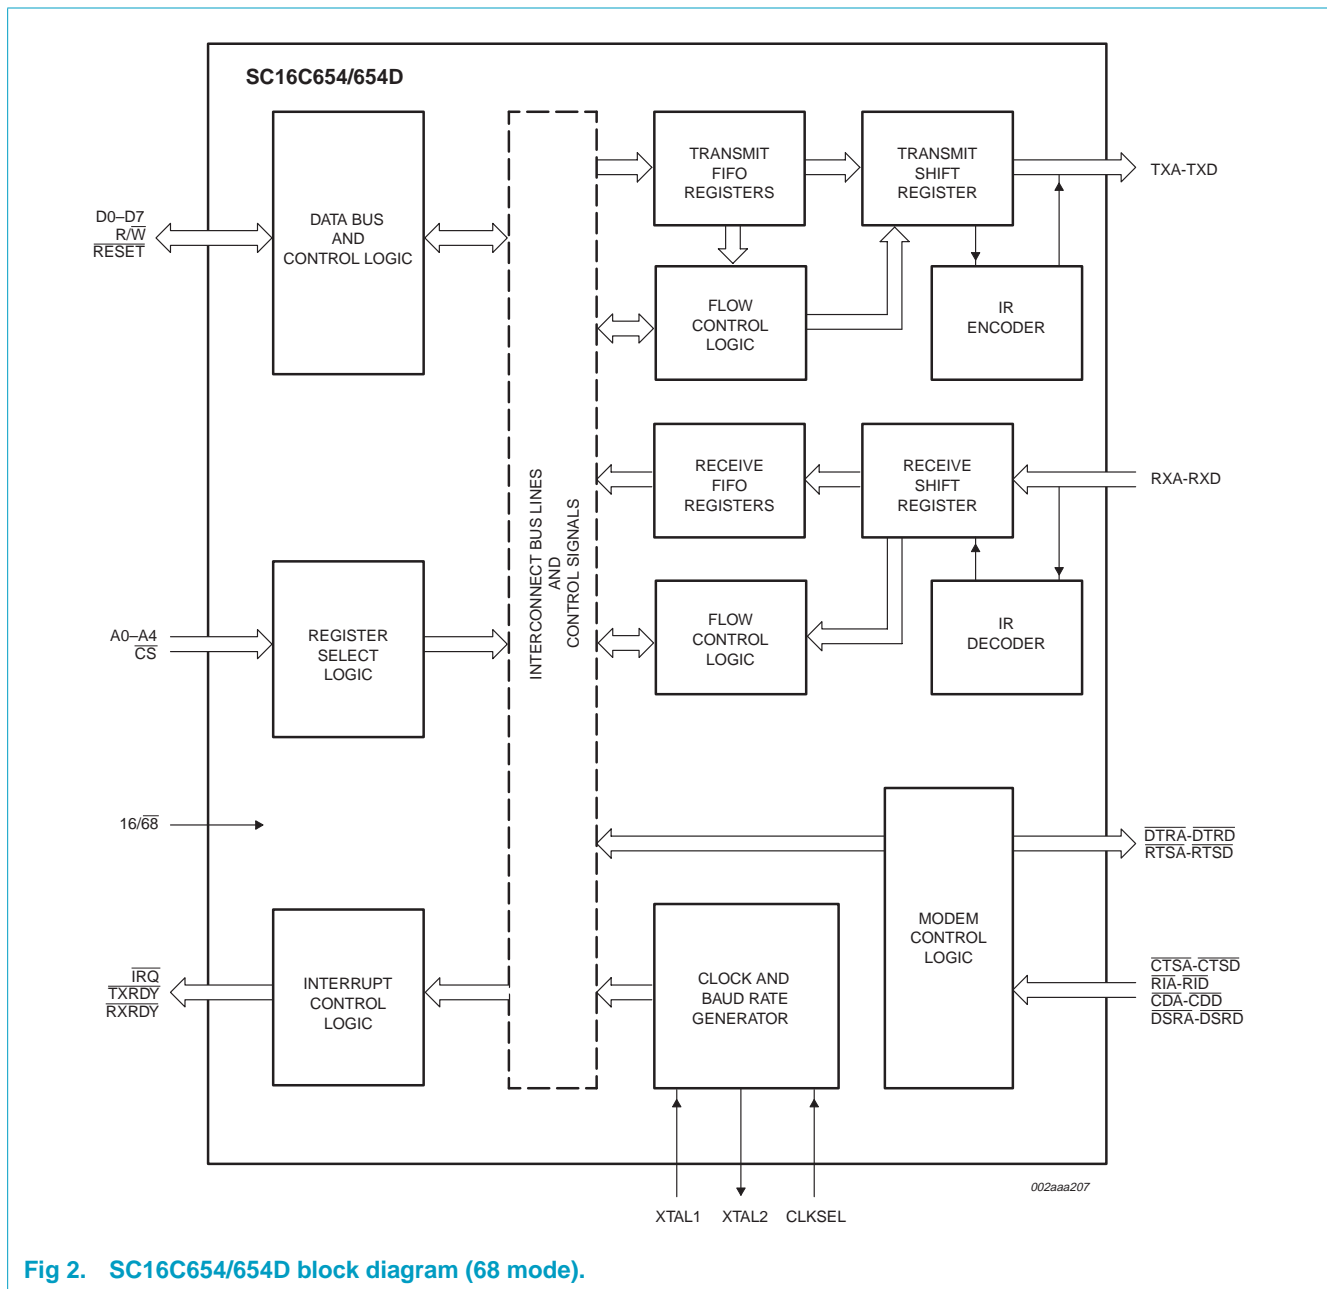 SC16C654/654D
D0–D7
R/W
RESET
DATA BUS
AND
CONTROL LOGIC
A0–A4
CS
REGISTER
SELECT
LOGIC
16/68
IRQ
TXRDY
RXRDY
INTERRUPT
CONTROL
LOGIC
INTERCONNECT BUS LINES
AND
CONTROL SIGNALS
TRANSMIT
FIFO
REGISTERS
TRANSMIT
SHIFT
REGISTER
TXA-TXD
FLOW
CONTROL
LOGIC
IR
ENCODER
RECEIVE
FIFO
REGISTERS
RECEIVE
SHIFT
REGISTER
RXA-RXD
FLOW
CONTROL
LOGIC
IR
DECODER
DTRA-DTRD
RTSA-RTSD
MODEM
CONTROL
LOGIC
CTSA-CTSD
RIA-RID
CDA-CDD
DSRA-DSRD
CLOCK AND
BAUD RATE
GENERATOR
XTAL1
XTAL2
CLKSEL
002aaa207
Fig 2. SC16C654/654D block diagram (68 mode).